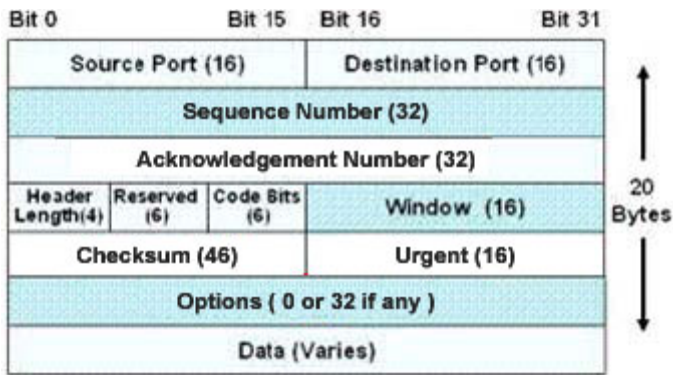 Bit 0 Bit 15 Bit 16 Bit 31
Source Port (16) Destination Port (16)
Sequence Number (32)
Acknowledgement Number (32)
Header Length(4) Reserved (6) Code Bits (6) Window (16)
20 Bytes
Checksum (46) Urgent (16)
Options ( 0 or 32 if any )
Data (Varies)